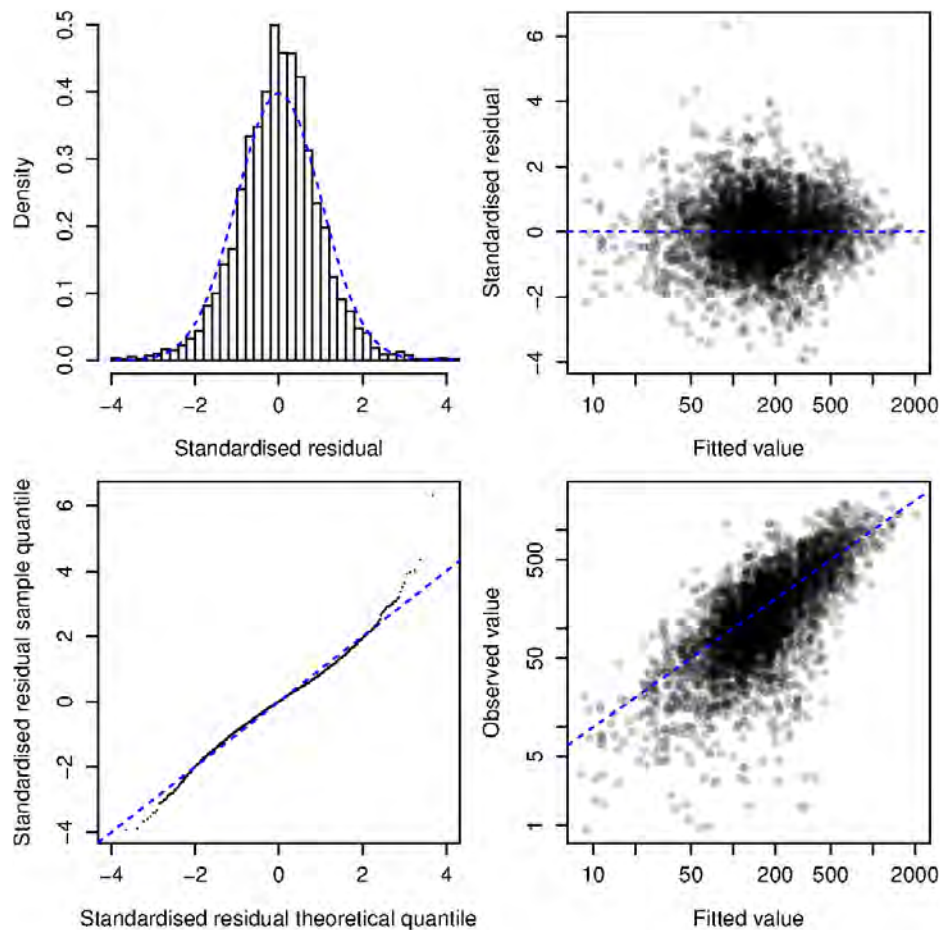 Density
0.0 0.1 0.2 0.3 0.4 0.5
−4 −2 0 2 4
Standardised residual
Standardised residual
−4 −2 0 2 4 6
10 50 200 500 2000
Fitted value
Standardised residual sample quantile
−4 −2 0 2 4 6
−4 −2 0 2 4
Standardised residual theoretical quantile
Observed value
1 5 50 500
10 50 200 500 2000
Fitted value